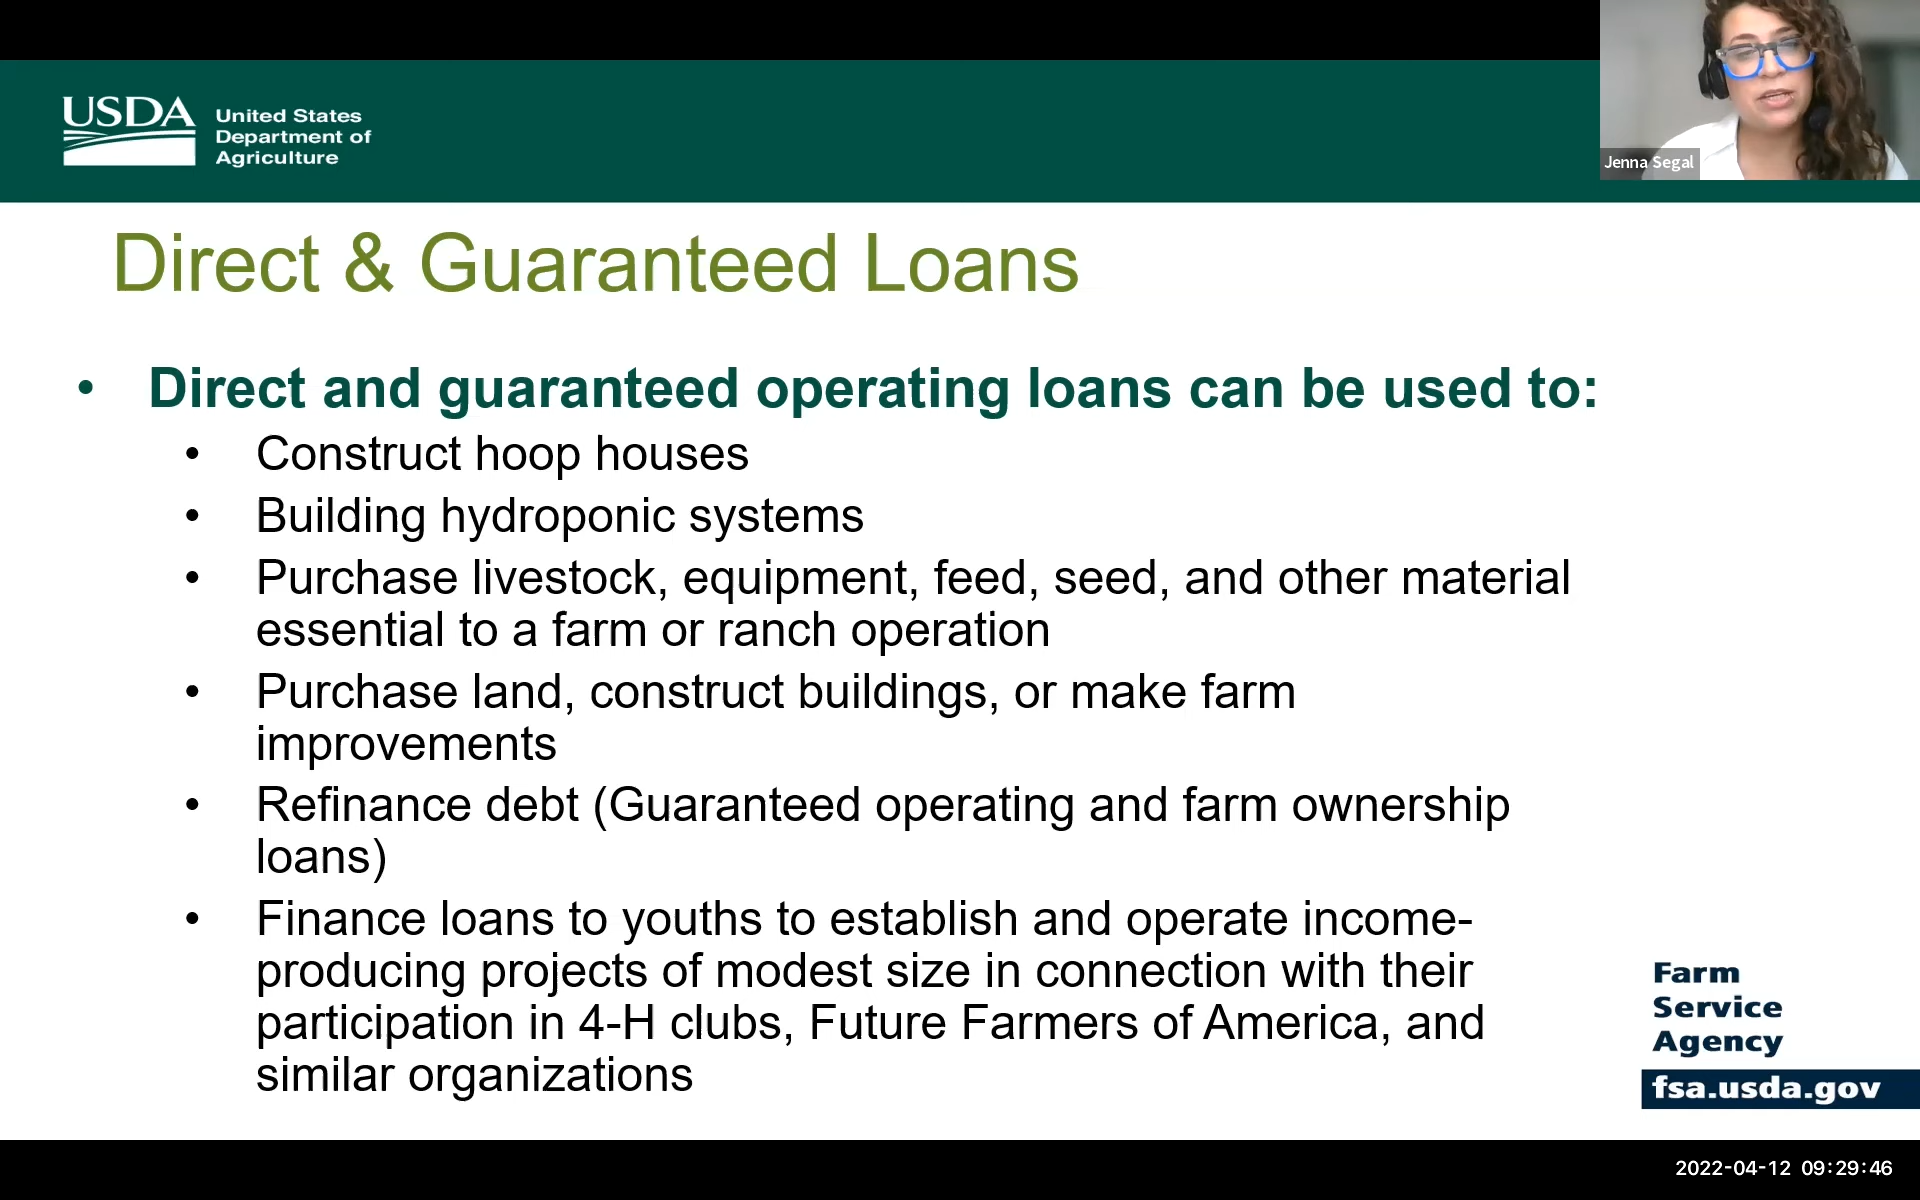 USDA
United States
Department of
Agriculture
Jenna Segal
Direct & Guaranteed Loans
• Direct and guaranteed operating loans can be used to:
• Construct hoop houses
• Building hydroponic systems
• Purchase livestock, equipment, feed, seed, and other material
essential to a farm or ranch operation
• Purchase land, construct buildings, or make farm
improvements
• Refinance debt (Guaranteed operating and farm ownership
loans)
• Finance loans to youths to establish and operate income-
producing projects of modest size in connection with their
participation in 4-H clubs, Future Farmers of America, and
similar organizations
Farm
Service
Agency
fsa.usda.gov
2022-04-12 09:29:46